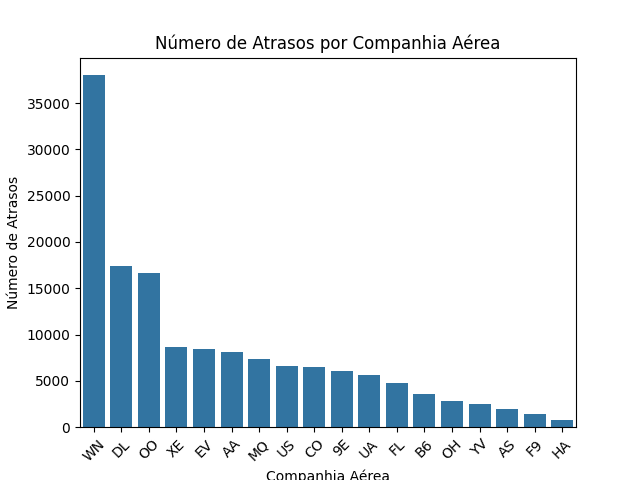 Número de Atrasos por Companhia Aérea
Número de Atrasos
35000
30000
25000
20000
15000
10000
5000
0
WN DL OO XE EV AA MQ US CO 9E UA FL B6 OH YV AS F9 HA
Companhia Aérea